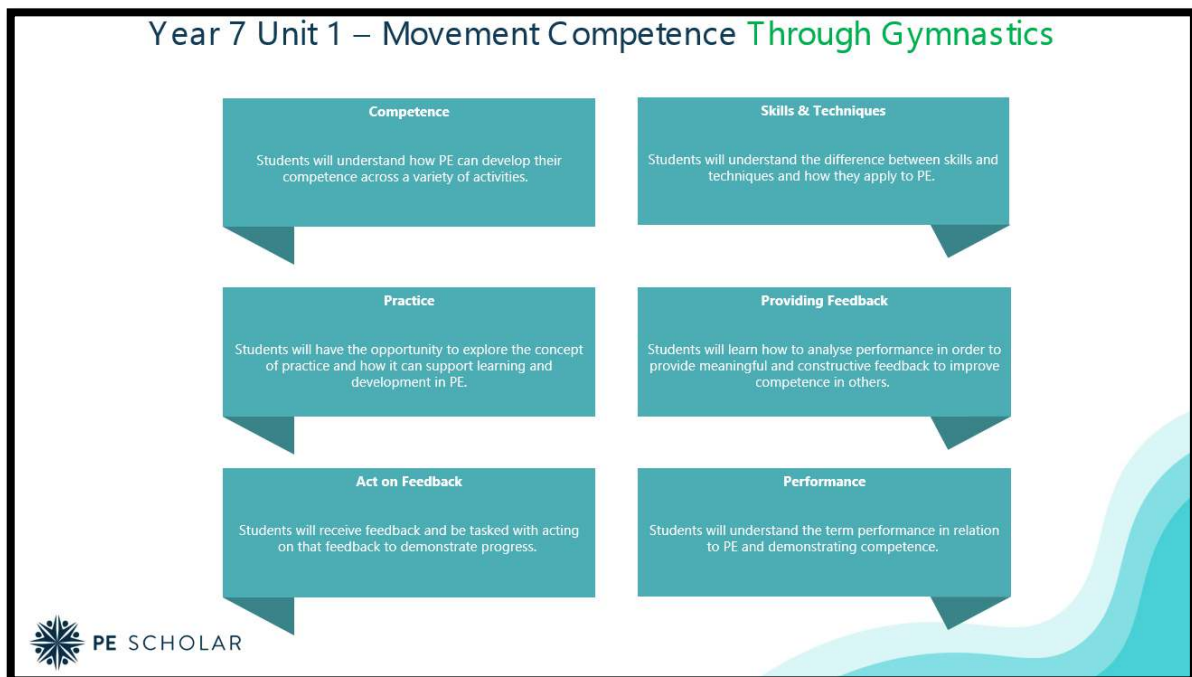 Year 7 Unit 1 – Movement Competence Through Gymnastics
Competence
Students will understand how PE can develop their
competence across a variety of activities.
Skills & Techniques
Students will understand the difference between skills and
techniques and how they apply to PE.
Practice
Students will have the opportunity to explore the concept
of practice and how it can support learning and
development in PE.
Providing Feedback
Students will learn how to analyse performance in order to
provide meaningful and constructive feedback to improve
competence in others.
Act on Feedback
Students will receive feedback and be tasked with acting
on that feedback to demonstrate progress.
Performance
Students will understand the term performance in relation
to PE and demonstrating competence.
PE SCHOLAR